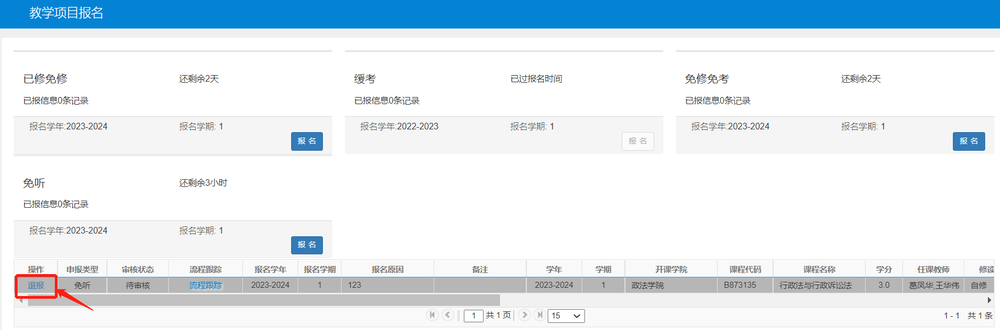 教学项目报名
已修免修 还剩余2天
已报信息0条记录
报名学年:2023-2024 报名学期: 1
报 名
缓考 已过报名时间
已报信息0条记录
报名学年:2022-2023 报名学期: 1
报 名
免修免考 还剩余2天
已报信息0条记录
报名学年:2023-2024 报名学期: 1
报 名
免听 还剩余3小时
已报信息0条记录
报名学年:2023-2024 报名学期: 1
报 名
操作 申报类型 审核状态 流程跟踪 报名学年 报名学期 报名原因 备注 学年 学期 开课学院 课程代码 课程名称 学分 任课教师 修读
退报 免听 待审核 流程跟踪 2023-2024 1 123 2023-2024 1 政法学院 B873135 行政法与行政诉讼法 3.0 葛凤华,王华伟 自修
1 共 1 页 15 1 - 1 共 1 条